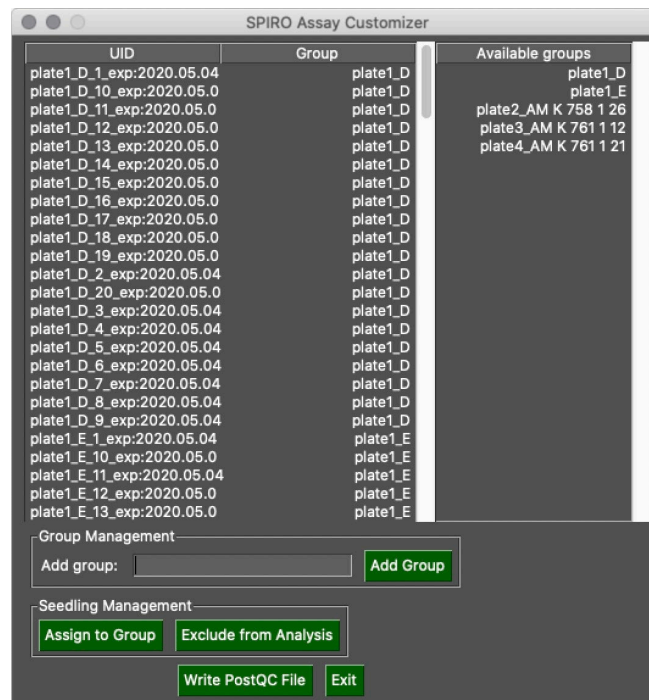 SPIRO Assay Customizer
UID Group Available groups
plate1_D_1_exp:2020.05.04 plate1_D plate1_D
plate1_D_10_exp:2020.05.0 plate1_D plate1_E
plate1_D_11_exp:2020.05.0 plate1_D plate2_AM K 758 1 26
plate1_D_12_exp:2020.05.0 plate1_D plate3_AM K 761 1 12
plate1_D_13_exp:2020.05.0 plate1_D plate4_AM K 761 1 21
plate1_D_14_exp:2020.05.0 plate1_D
plate1_D_15_exp:2020.05.0 plate1_D
plate1_D_16_exp:2020.05.0 plate1_D
plate1_D_17_exp:2020.05.0 plate1_D
plate1_D_18_exp:2020.05.0 plate1_D
plate1_D_19_exp:2020.05.0 plate1_D
plate1_D_2_exp:2020.05.04 plate1_D
plate1_D_20_exp:2020.05.0 plate1_D
plate1_D_3_exp:2020.05.04 plate1_D
plate1_D_4_exp:2020.05.04 plate1_D
plate1_D_5_exp:2020.05.04 plate1_D
plate1_D_6_exp:2020.05.04 plate1_D
plate1_D_7_exp:2020.05.04 plate1_D
plate1_D_8_exp:2020.05.04 plate1_D
plate1_D_9_exp:2020.05.04 plate1_D
plate1_E_1_exp:2020.05.04 plate1_E
plate1_E_10_exp:2020.05.0 plate1_E
plate1_E_11_exp:2020.05.04 plate1_E
plate1_E_12_exp:2020.05.0 plate1_E
plate1_E_13_exp:2020.05.0 plate1_E
Group Management
Add group: Add Group
Seedling Management
Assign to Group Exclude from Analysis
Write PostQC File Exit